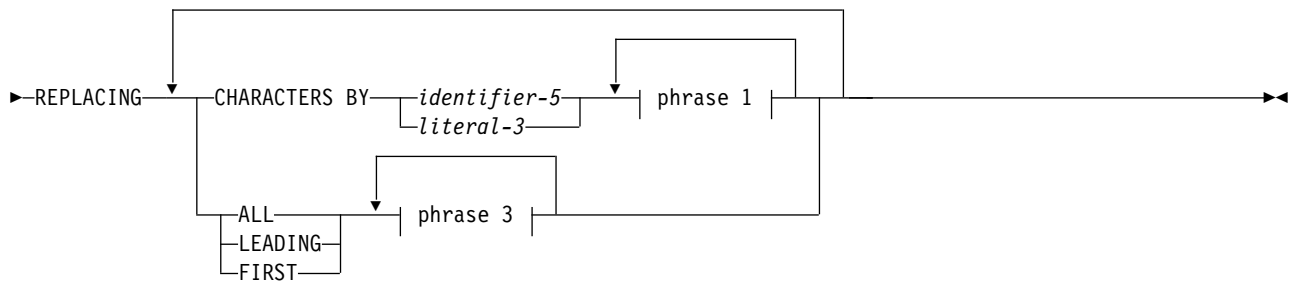 REPLACING CHARACTERS BY identifier-5 phrase 1
literal-3
ALL phrase 3
LEADING
FIRST